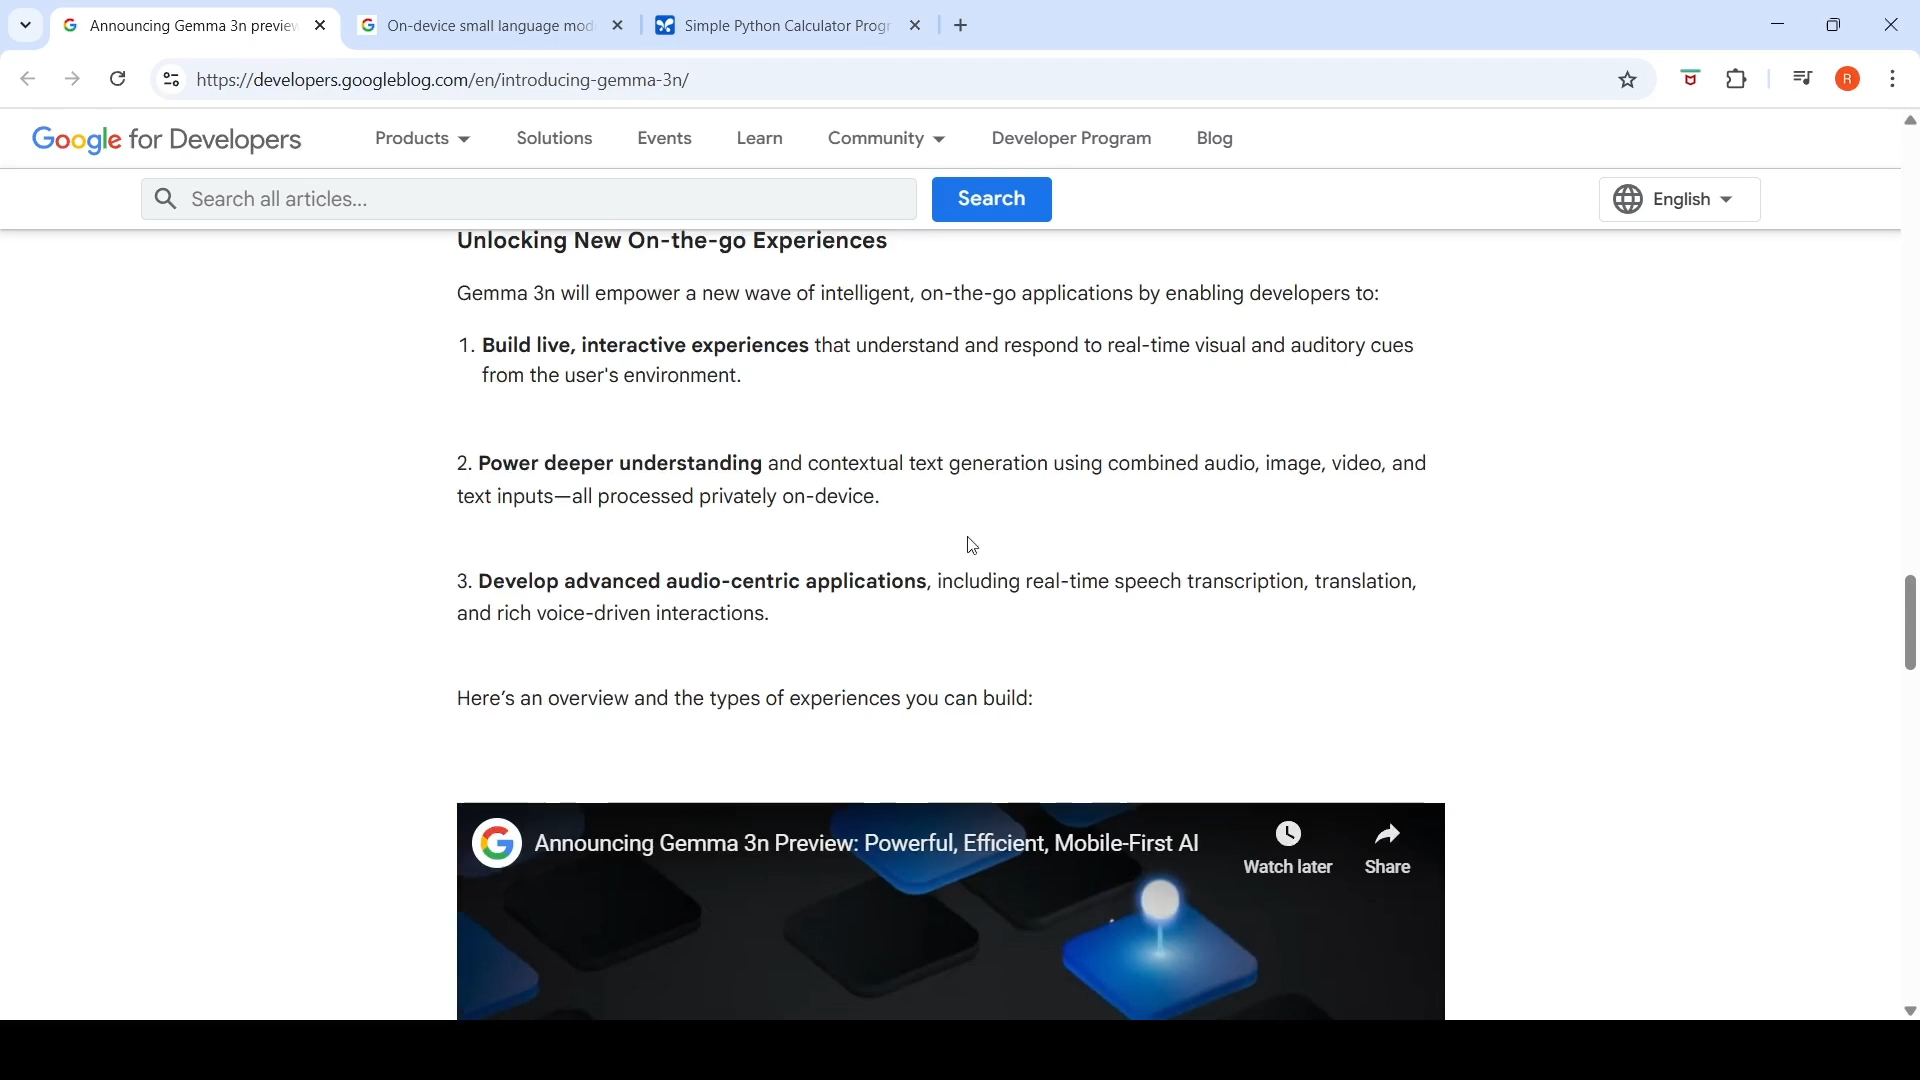 Announcing Gemma 3n preview
On-device small language mod
Simple Python Calculator Progr
https://developers.googleblog.com/en/introducing-gemma-3n/
R
Google for Developers
Products
Solutions
Events
Learn
Community
Developer Program
Blog
Search all articles...
Search
English
Unlocking New On-the-go Experiences
Gemma 3n will empower a new wave of intelligent, on-the-go applications by enabling developers to:
1. Build live, interactive experiences that understand and respond to real-time visual and auditory cues
from the user's environment.
2. Power deeper understanding and contextual text generation using combined audio, image, video, and
text inputs—all processed privately on-device.
3. Develop advanced audio-centric applications, including real-time speech transcription, translation,
and rich voice-driven interactions.
Here’s an overview and the types of experiences you can build:
Announcing Gemma 3n Preview: Powerful, Efficient, Mobile-First AI
Watch later
Share